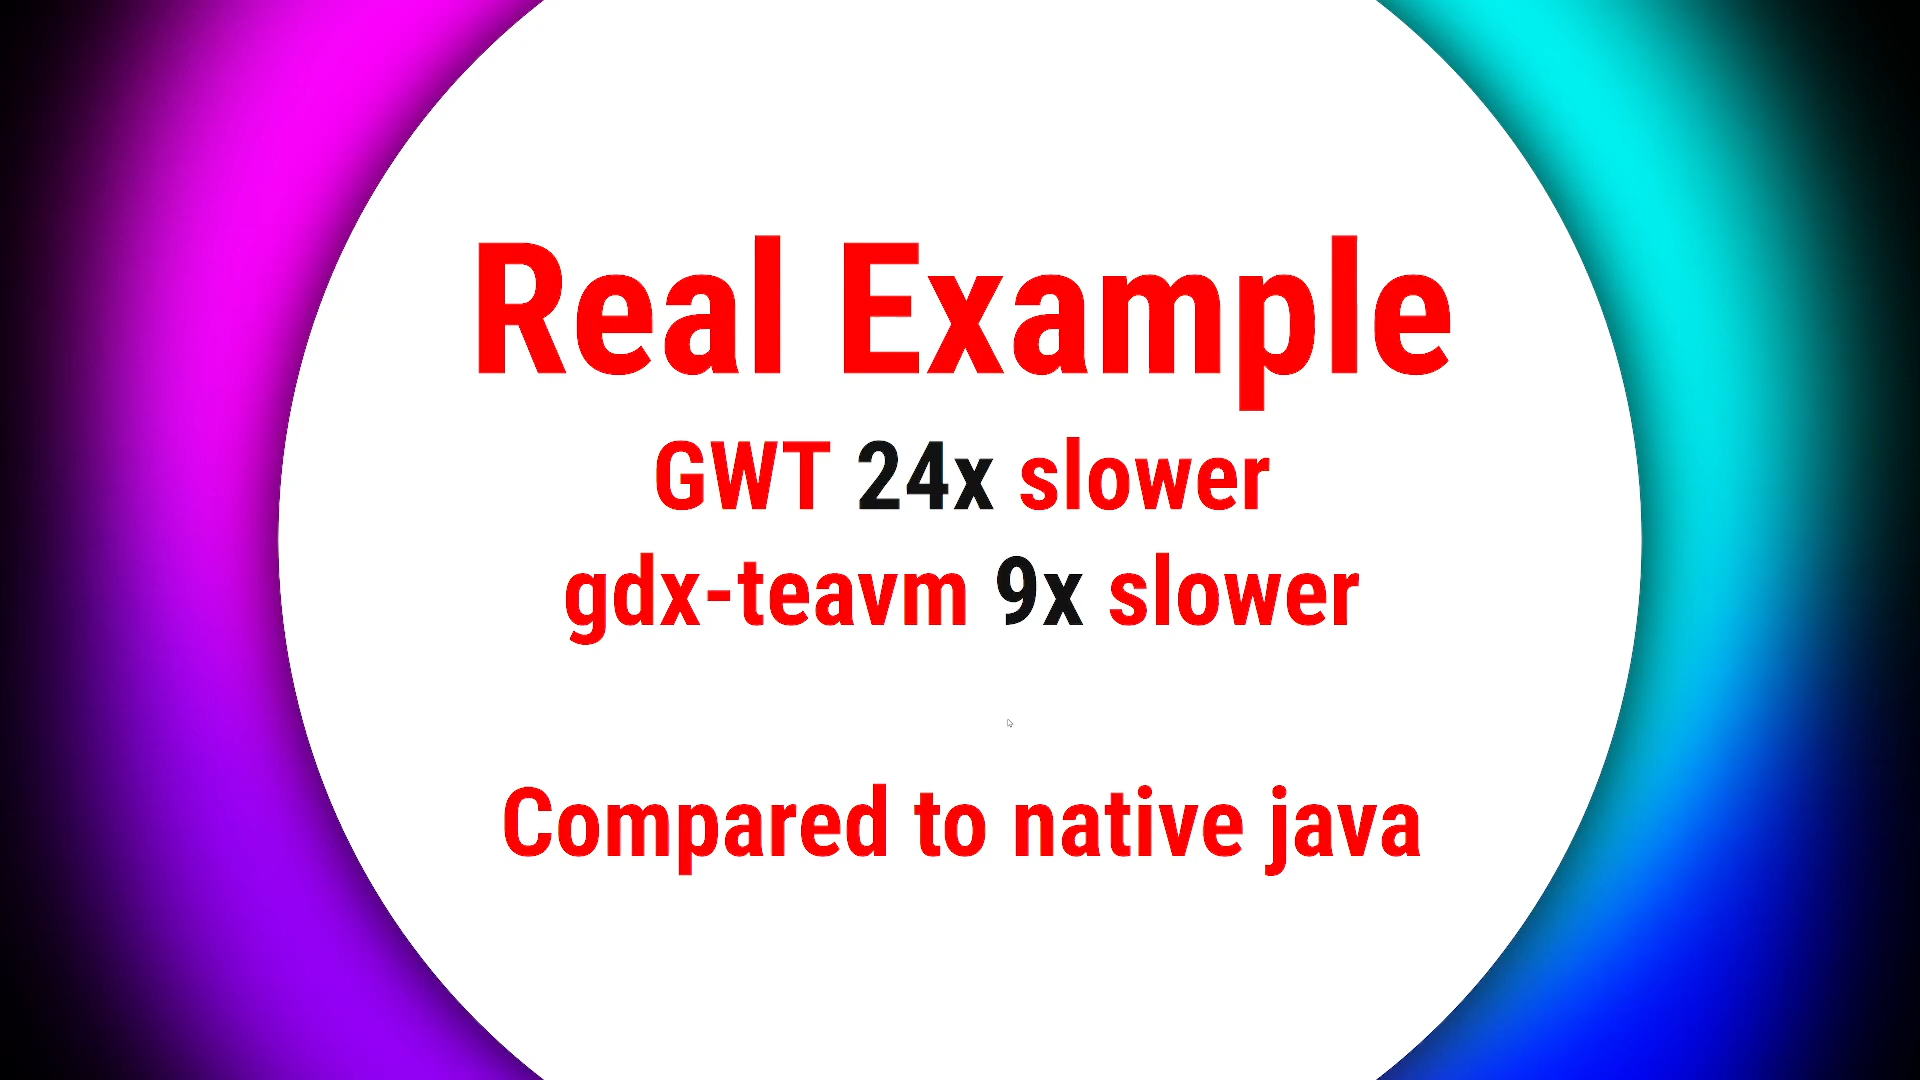 Real Example
GWT 24x slower
gdx-teavm 9x slower
Compared to native java